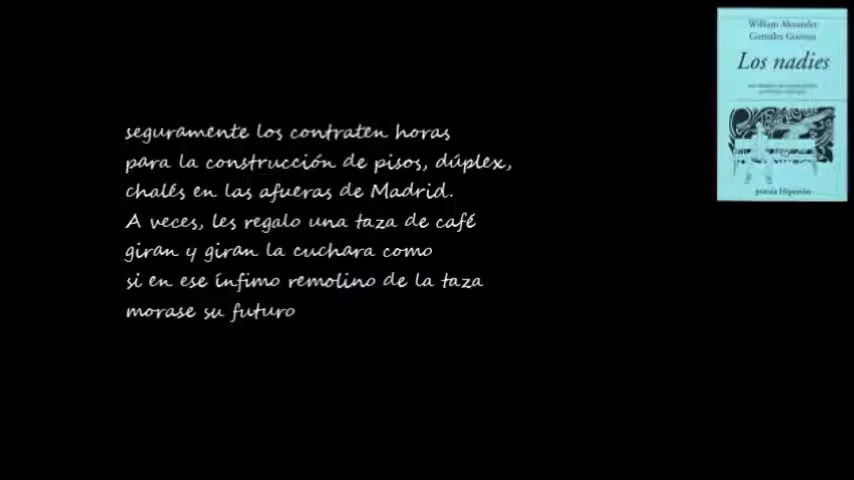 seguramente los contraten horas
para la construcción de pisos, dúplex,
chalés en las afueras de Madrid.
A veces, les regalo una taza de café
giran y giran la cuchara como
si en ese ínfimo remolino de la taza
morase su futuro
William Alexander
González Guevara
Los nadies
poesía Hiperión